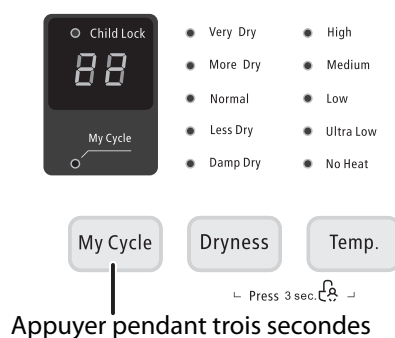 Child Lock
88
My Cycle
Very Dry
More Dry
Normal
Less Dry
Damp Dry
High
Medium
Low
Ultra Low
No Heat
My Cycle
Dryness
Temp.
Press 3 sec.
Appuyer pendant trois secondes